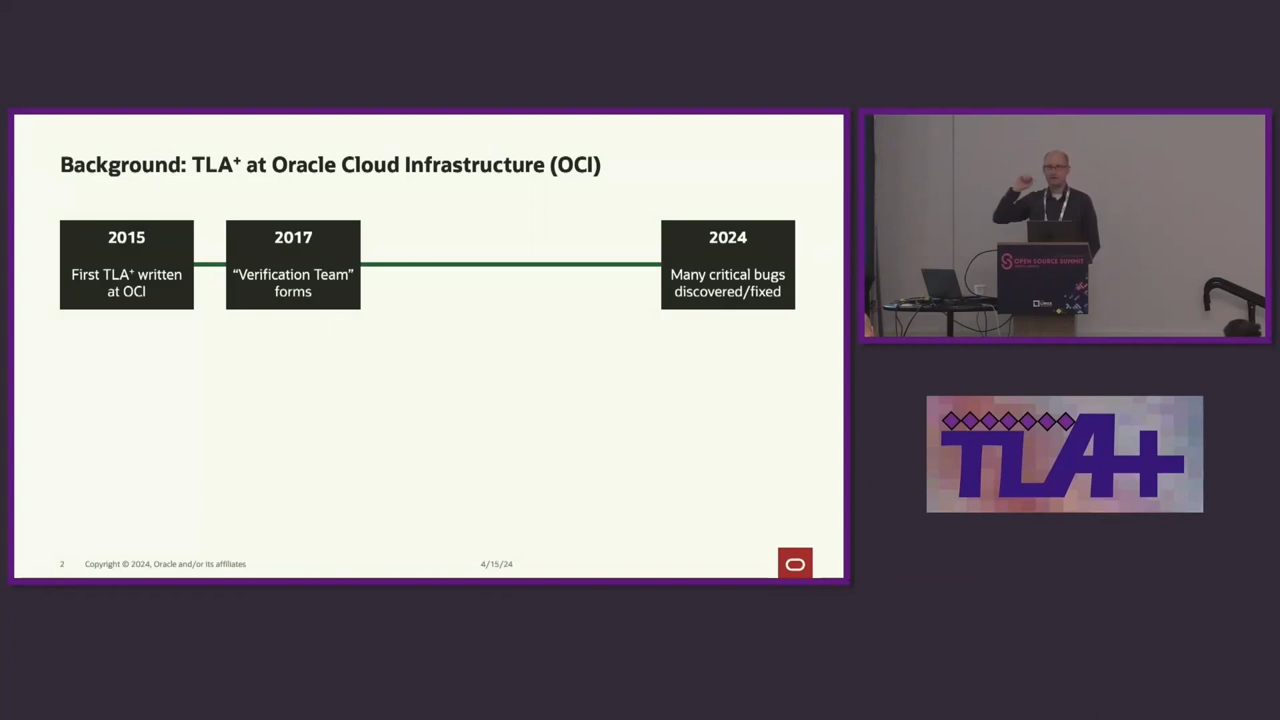 Background: TLA⁺ at Oracle Cloud Infrastructure (OCI)
2015
First TLA⁺ written
at OCI
2017
“Verification Team”
forms
2024
Many critical bugs
discovered/fixed
2
Copyright © 2024, Oracle and/or its affiliates
4/15/24
OPEN SOURCE SUMMIT
TLA+